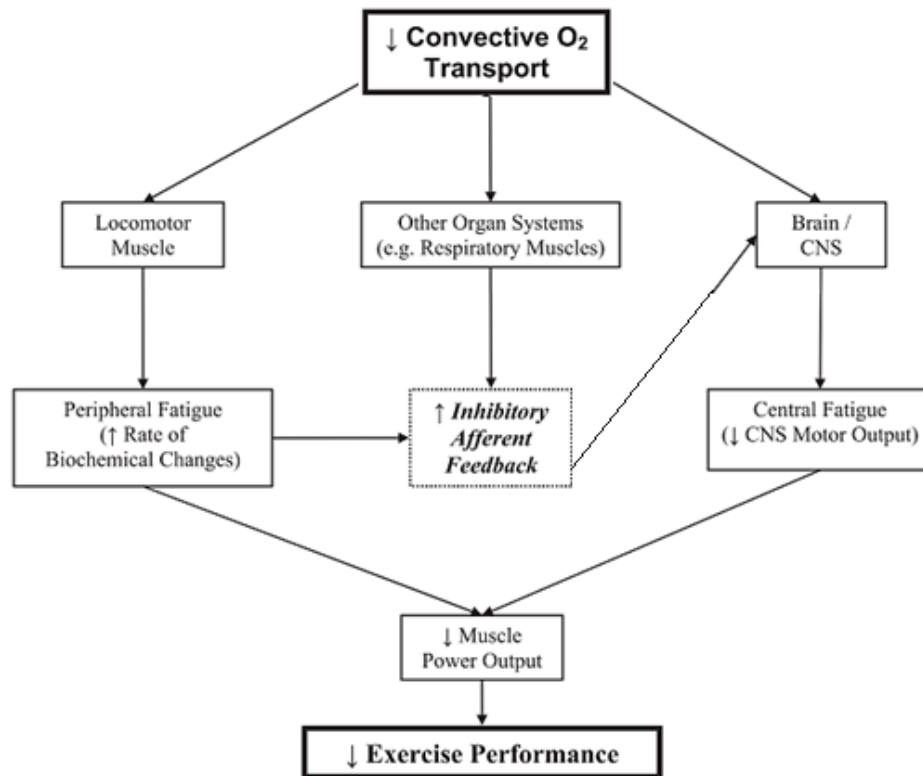 ↓ Convective O₂
Transport
Locomotor
Muscle
Other Organ Systems
(e.g. Respiratory Muscles)
Brain /
CNS
Peripheral Fatigue
(↑ Rate of
Biochemical Changes)
↑ Inhibitory
Afferent
Feedback
Central Fatigue
(↓ CNS Motor Output)
↓ Muscle
Power Output
↓ Exercise Performance